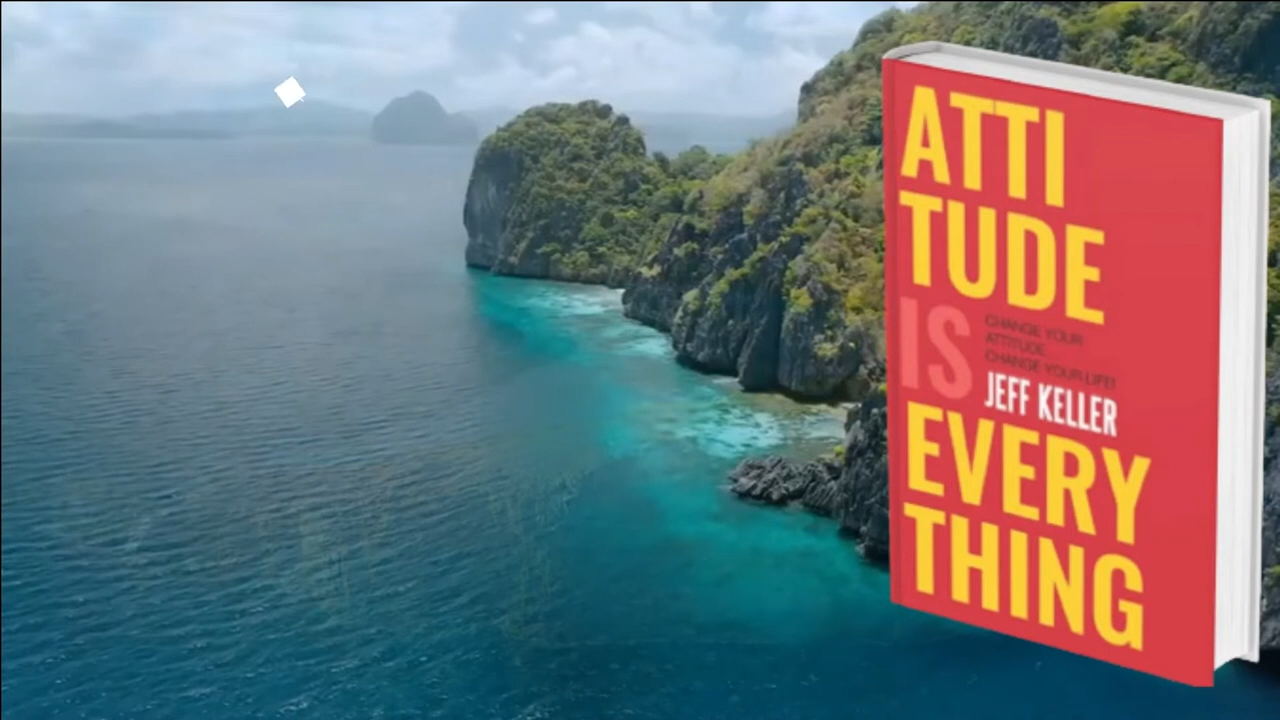 ATTI
TUDE
IS
CHANGE YOUR
ATTITUDE
CHANGE YOUR LIFE!
JEFF KELLER
EVERY
THING